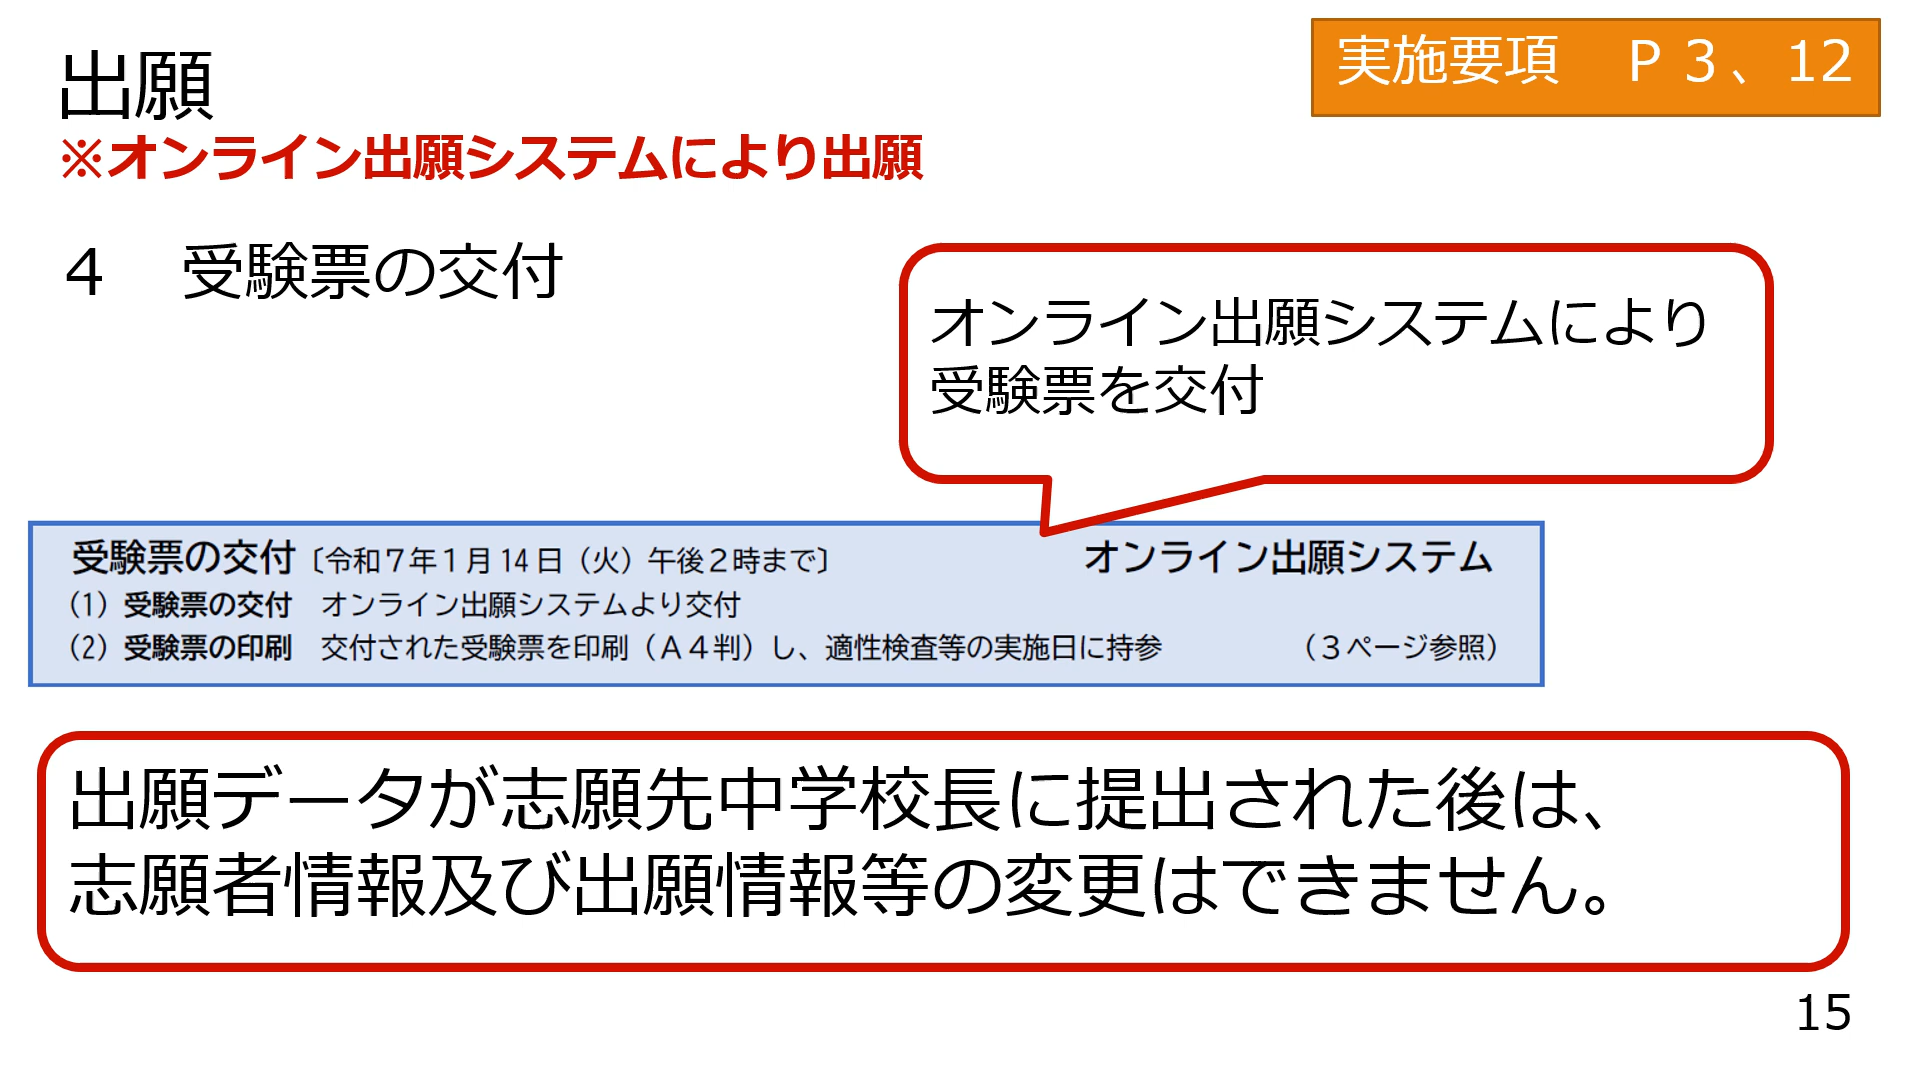 出願
実施要項　Ｐ３、12
※オンライン出願システムにより出願
４　受験票の交付
オンライン出願システムにより
受験票を交付
受験票の交付〔令和７年１月14日（火）午後２時まで〕　オンライン出願システム
（1）受験票の交付　オンライン出願システムより交付
（2）受験票の印刷　交付された受験票を印刷（Ａ４判）し、適性検査等の実施日に持参　（３ページ参照）
出願データが志願先中学校長に提出された後は、
志願者情報及び出願情報等の変更はできません。
15